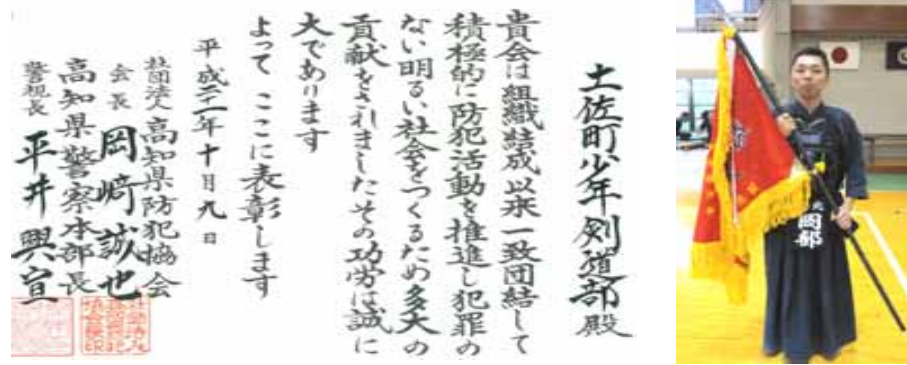 土佐町少年剣道部殿
貴会は組織結成以来一致団結して
積極的に防犯活動を推進し犯罪の
ない明るい社会をつくるため多大の
貢献をされましたその功労は誠に
大であります
よって ここに表彰します
平成二十一年十月九日
社団法人高知県防犯協会
会長 岡﨑誠也
高知県警察本部長
警視長 平井興宣
岡部